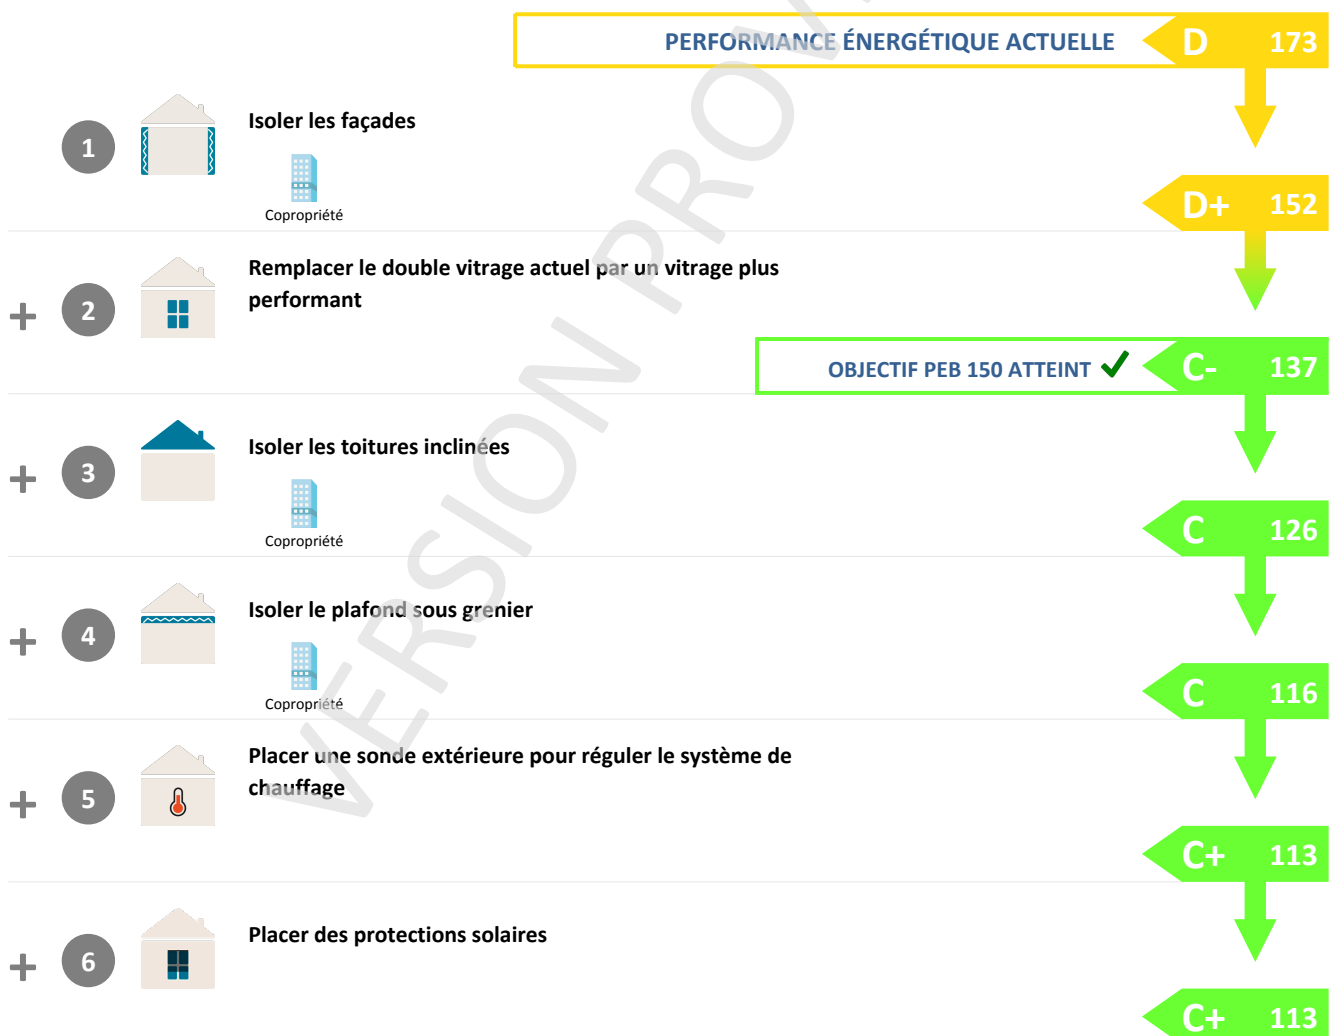 PERFORMANCE ÉNERGÉTIQUE ACTUELLE D 173
1 Isoler les façades
Copropriété
D+ 152
+ 2 Remplacer le double vitrage actuel par un vitrage plus
performant
OBJECTIF PEB 150 ATTEINT C- 137
+ 3 Isoler les toitures inclinées
Copropriété
C 126
+ 4 Isoler le plafond sous grenier
Copropriété
C 116
+ 5 Placer une sonde extérieure pour réguler le système de
chauffage
C+ 113
+ 6 Placer des protections solaires
C+ 113
VERSION